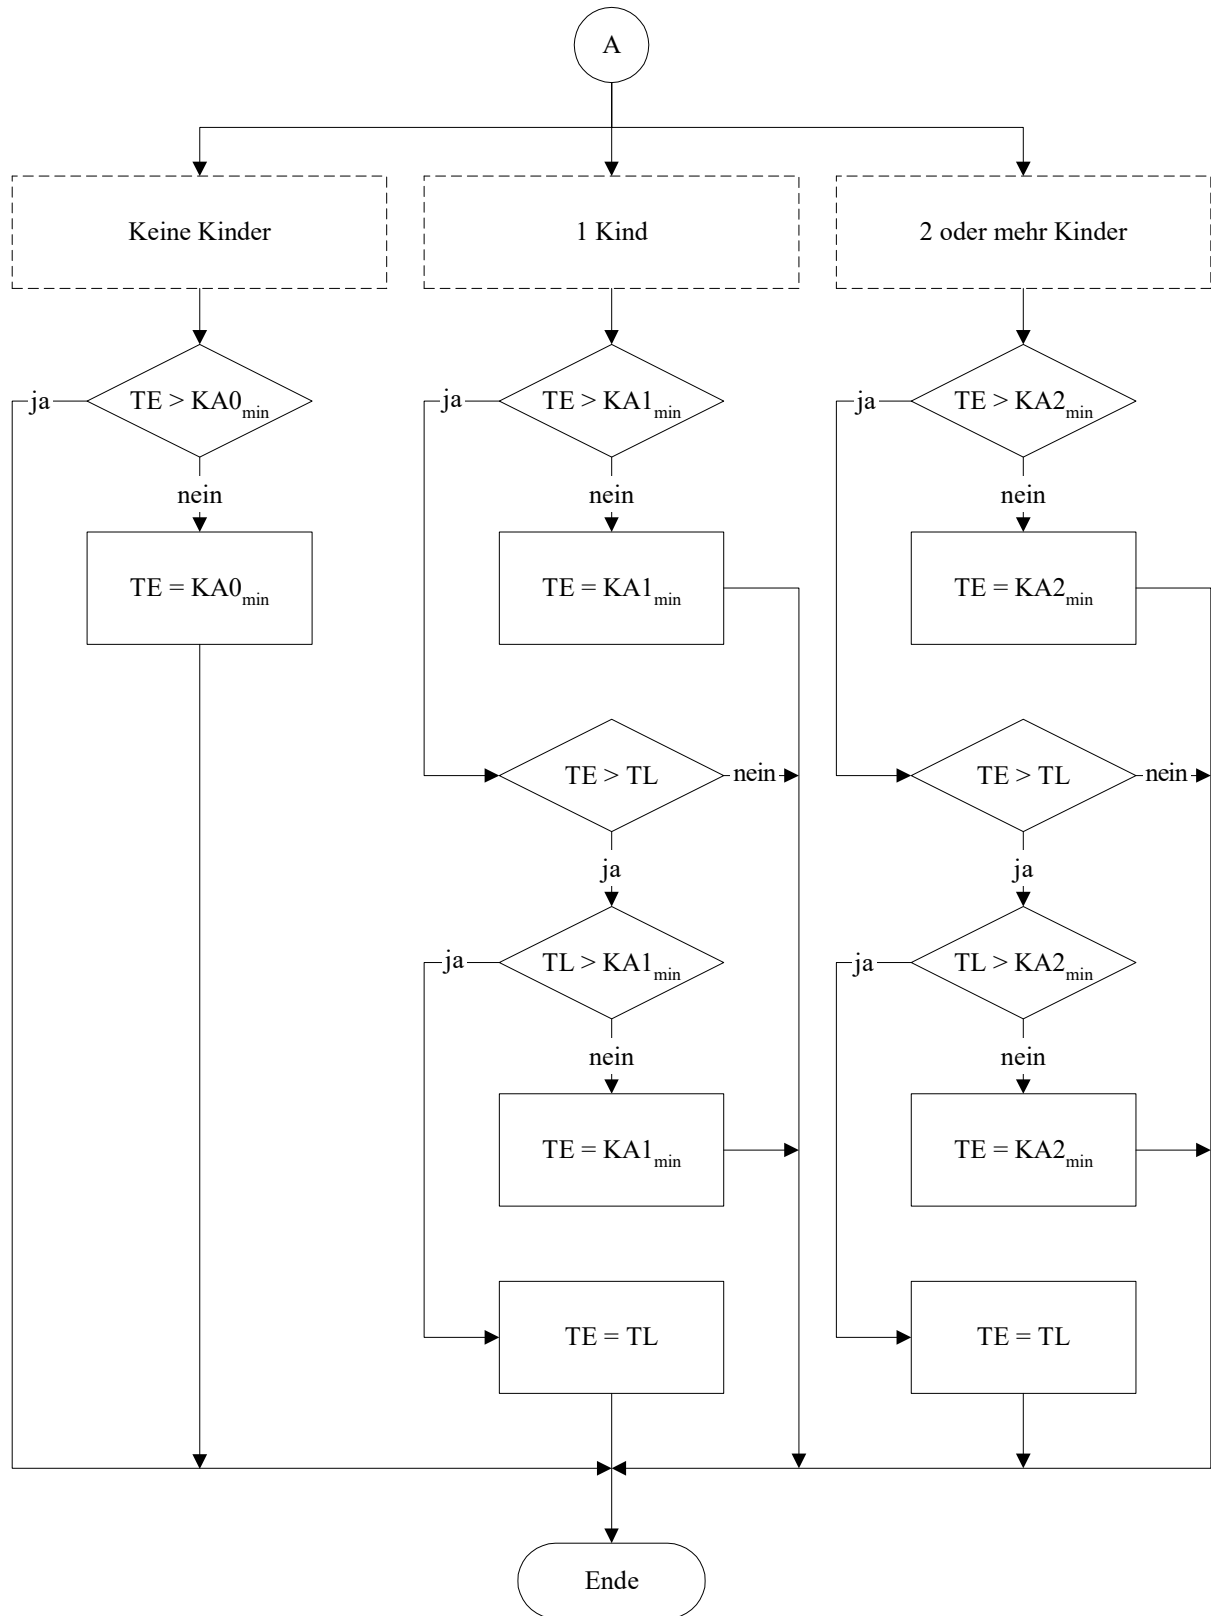 A
Keine Kinder
1 Kind
2 oder mehr Kinder
ja
TE > KA0min
ja
TE > KA1min
ja
TE > KA2min
nein
nein
nein
TE = KA0min
TE = KA1min
TE = KA2min
TE > TL
nein
TE > TL
nein
ja
ja
ja
TL > KA1min
ja
TL > KA2min
nein
nein
TE = KA1min
TE = KA2min
TE = TL
TE = TL
Ende